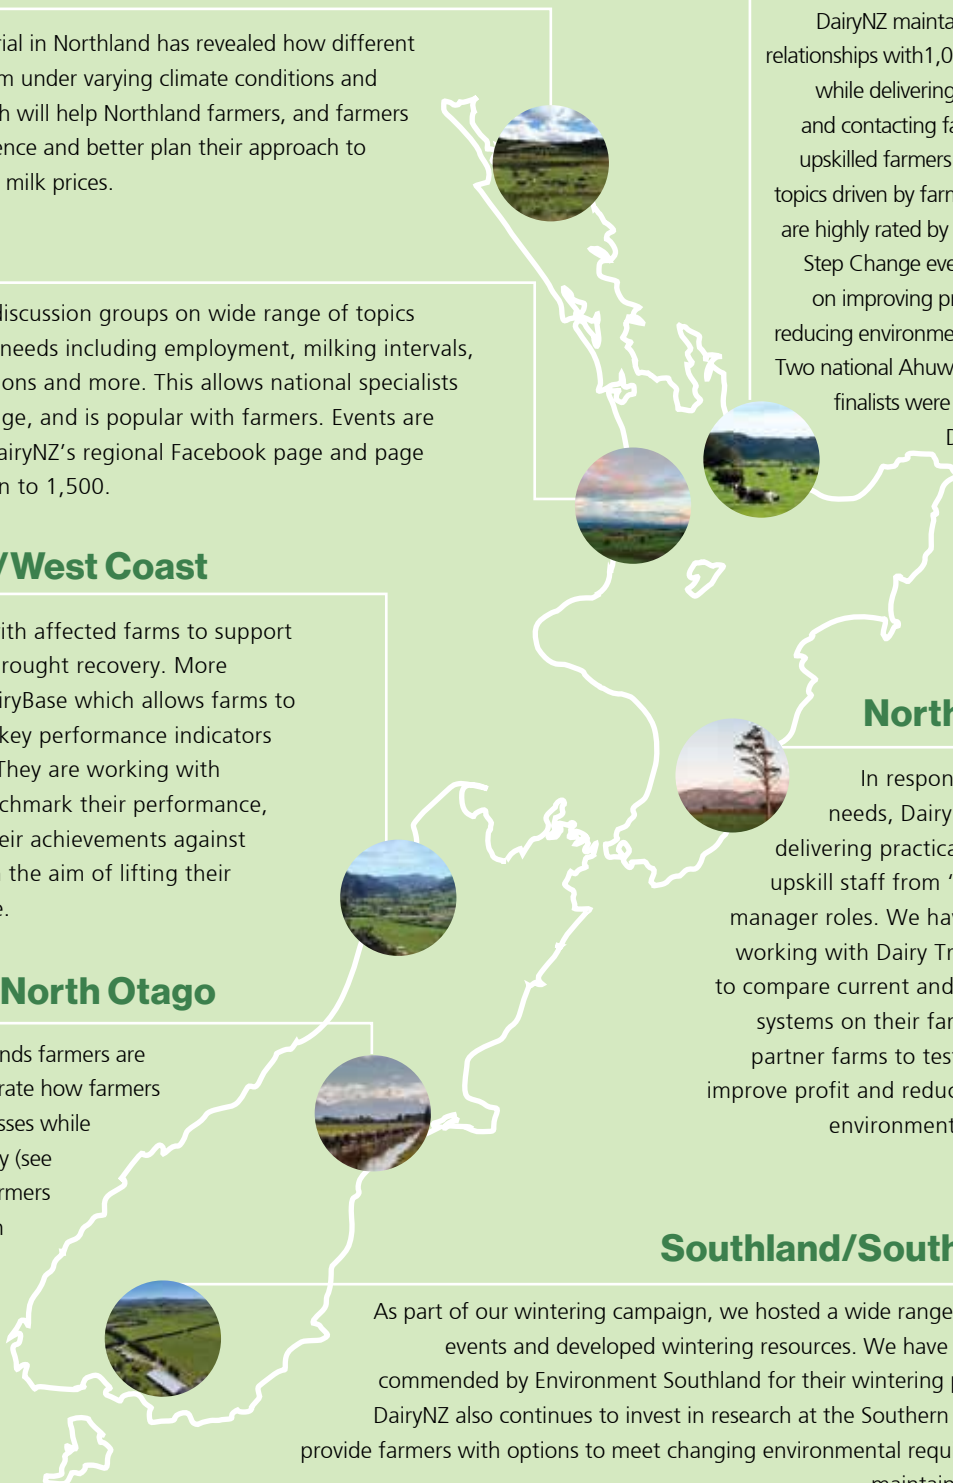 rial in Northland has revealed how different
m under varying climate conditions and
h will help Northland farmers, and farmers
ence and better plan their approach to
milk prices.
discussion groups on wide range of topics
needs including employment, milking intervals,
ons and more. This allows national specialists
ge, and is popular with farmers. Events are
airyNZ’s regional Facebook page and page
n to 1,500.
/West Coast
ith affected farms to support
rought recovery. More
iryBase which allows farms to
key performance indicators
They are working with
chmark their performance,
eir achievements against
the aim of lifting their
e.
North Otago
nds farmers are
rate how farmers
sses while
y (see
rmers
n
DairyNZ mainta
relationships with1,0
while delivering
and contacting fa
upskilled farmers
topics driven by farm
are highly rated by
Step Change eve
on improving pr
reducing environme
Two national Ahuw
finalists were
D
North
In respon
needs, Dairy
delivering practica
upskill staff from ‘
manager roles. We hav
working with Dairy Tr
to compare current and
systems on their far
partner farms to test
improve profit and reduc
environment
Southland/South
As part of our wintering campaign, we hosted a wide range
events and developed wintering resources. We have
commended by Environment Southland for their wintering p
DairyNZ also continues to invest in research at the Southern
provide farmers with options to meet changing environmental requ
maintain